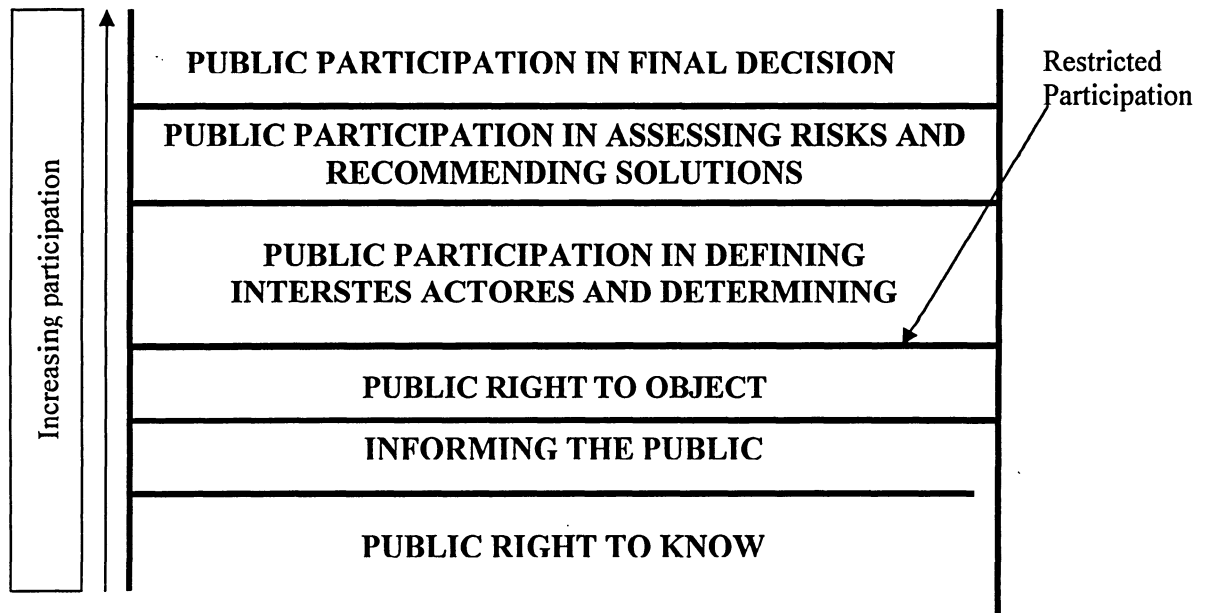 PUBLIC PARTICIPATION IN FINAL DECISION
Restricted
Participation
PUBLIC PARTICIPATION IN ASSESSING RISKS AND
RECOMMENDING SOLUTIONS
Increasing participation
PUBLIC PARTICIPATION IN DEFINING
INTERSTES ACTORES AND DETERMINING
PUBLIC RIGHT TO OBJECT
INFORMING THE PUBLIC
PUBLIC RIGHT TO KNOW